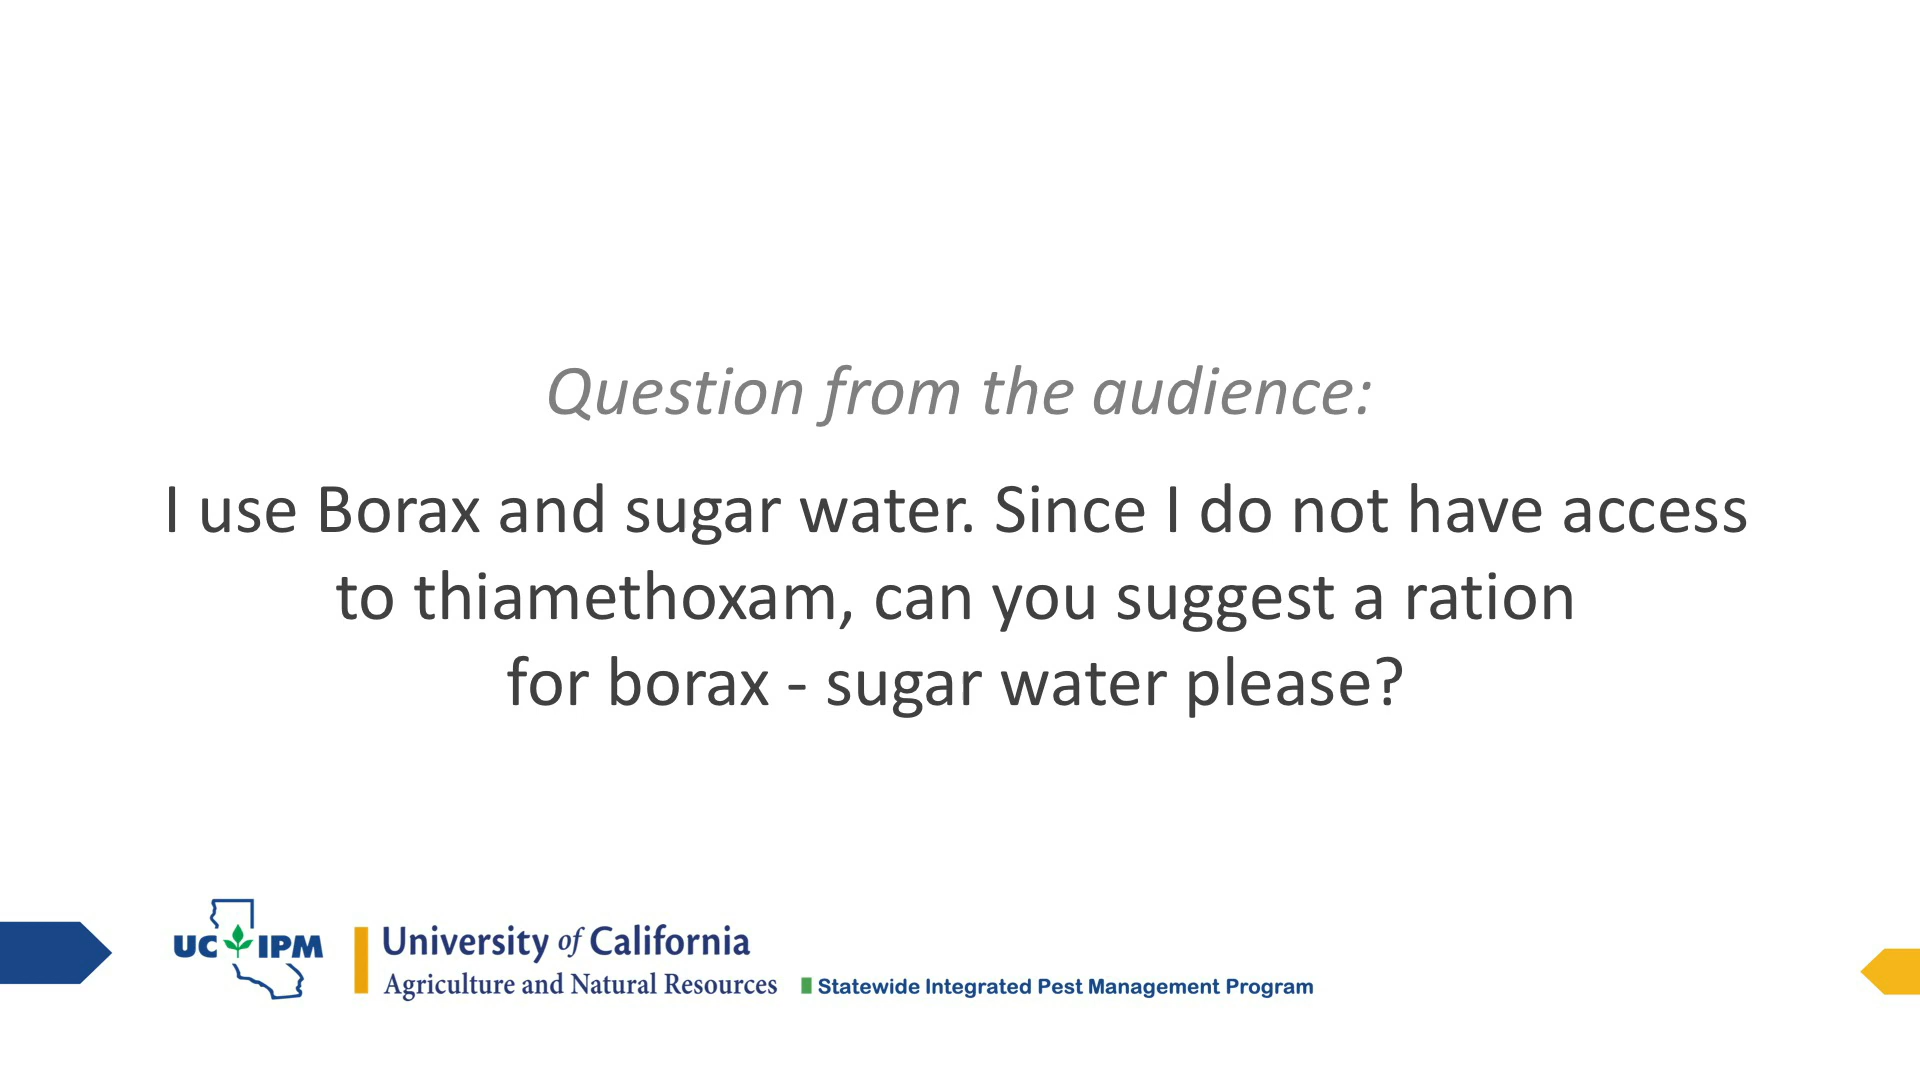 Question from the audience:
I use Borax and sugar water. Since I do not have access
to thiamethoxam, can you suggest a ration
for borax - sugar water please?
UC IPM
University of California
Agriculture and Natural Resources
Statewide Integrated Pest Management Program